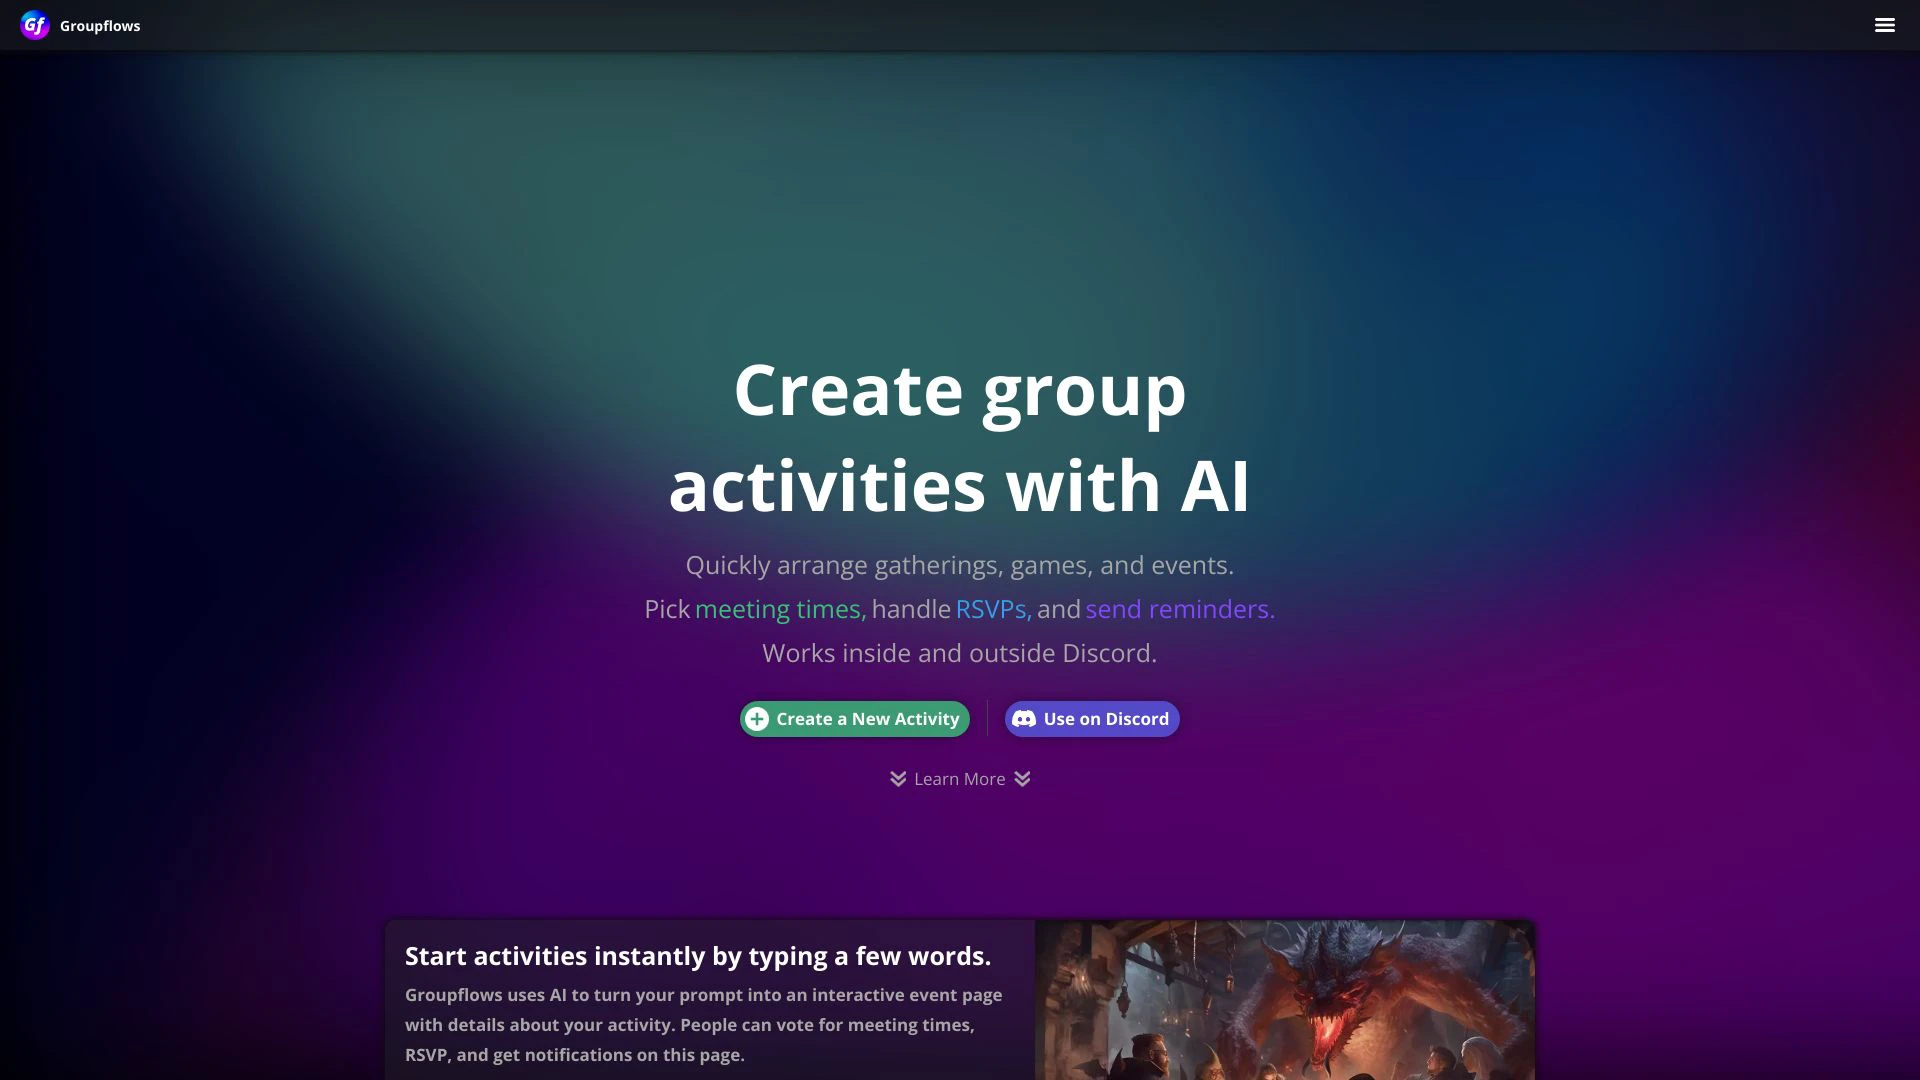 Gf Groupflows
Create group
activities with AI
Quickly arrange gatherings, games, and events.
Pick meeting times, handle RSVPs, and send reminders.
Works inside and outside Discord.
Create a New Activity
Use on Discord
Learn More
Start activities instantly by typing a few words.
Groupflows uses AI to turn your prompt into an interactive event page
with details about your activity. People can vote for meeting times,
RSVP, and get notifications on this page.